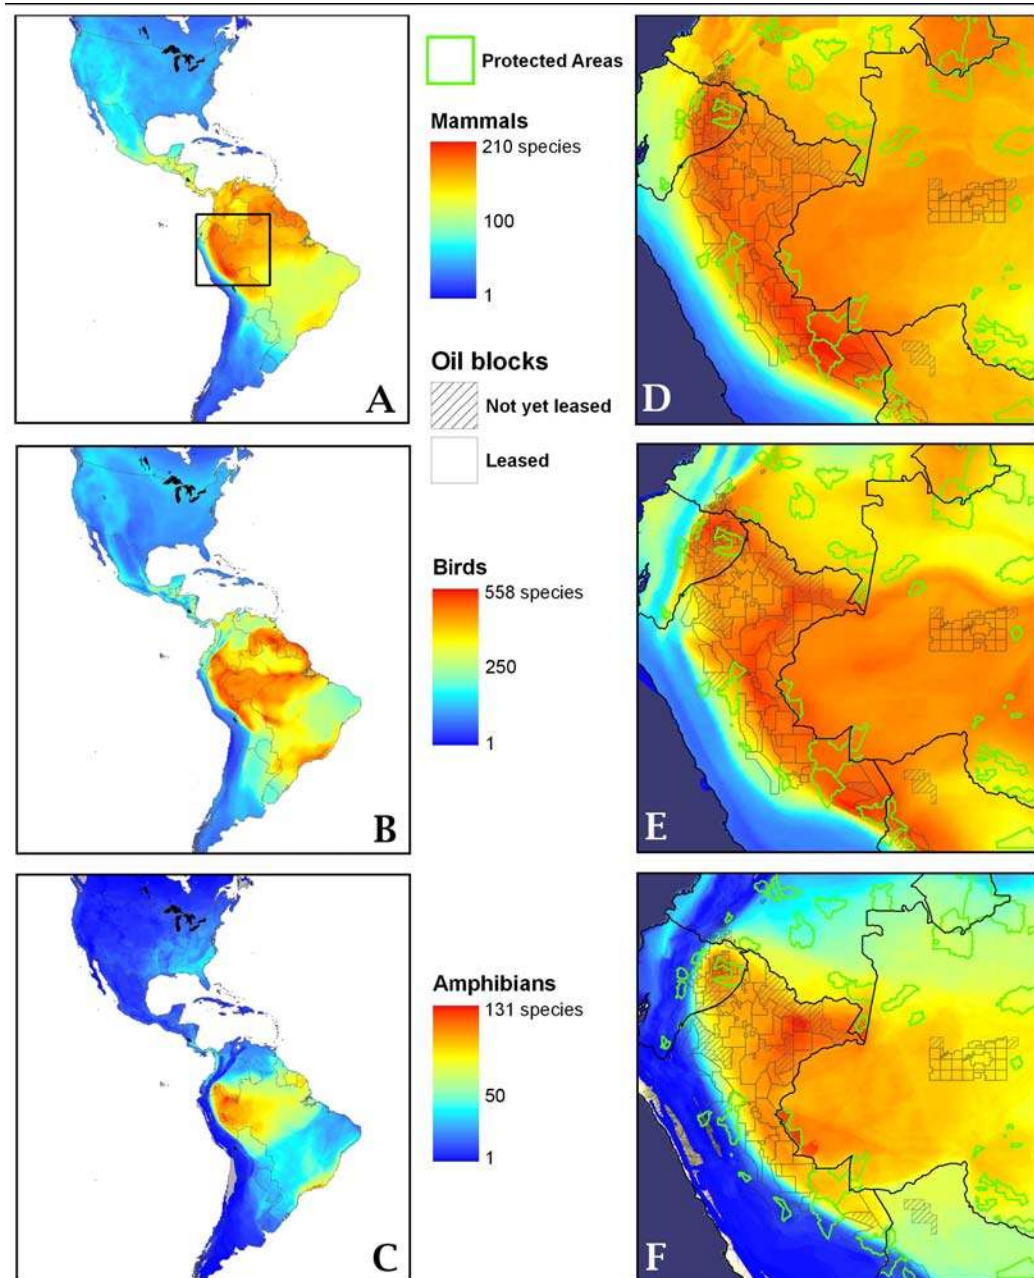 Protected Areas
Mammals
210 species
100
1
A
D
Oil blocks
Not yet leased
Leased
Birds
558 species
250
1
B
E
Amphibians
131 species
50
1
C
F